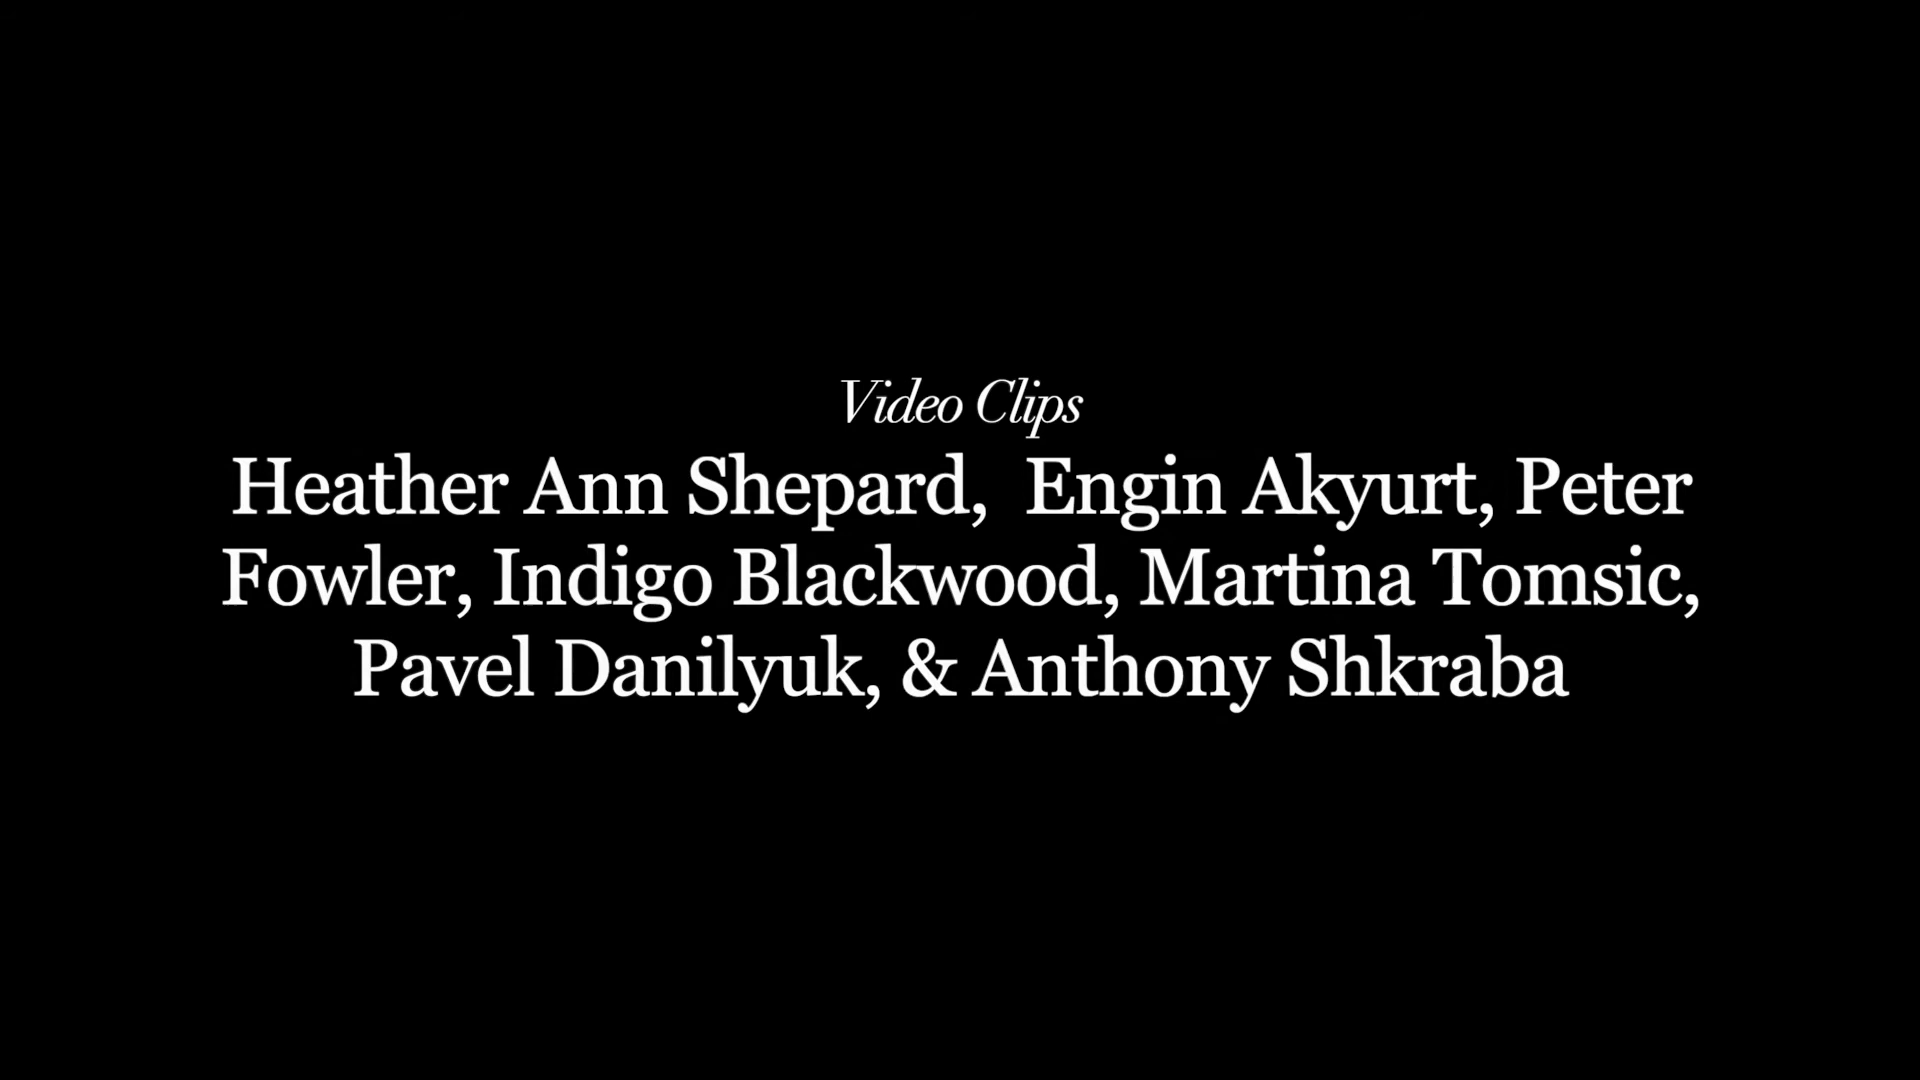 Video Clips
Heather Ann Shepard,  Engin Akyurt, Peter
Fowler, Indigo Blackwood, Martina Tomsic,
Pavel Danilyuk, & Anthony Shkraba